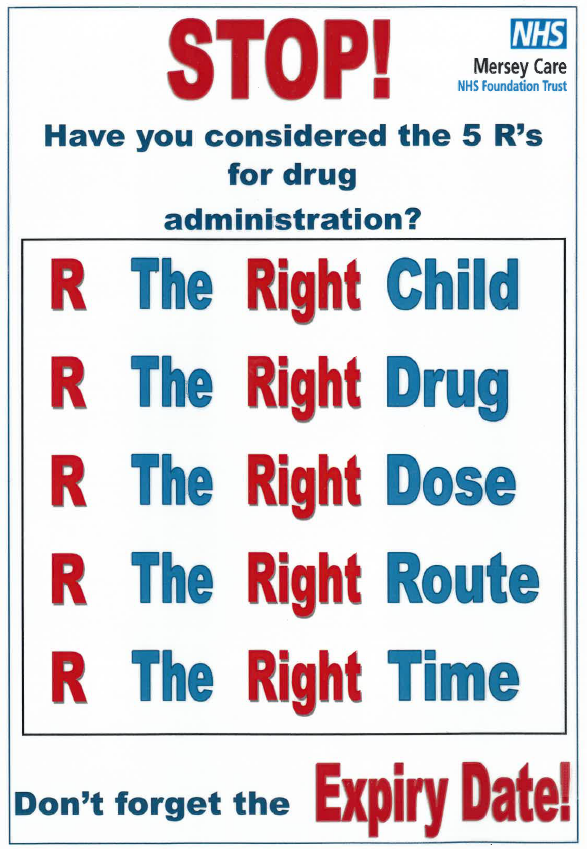 STOP!
NHS
Mersey Care
NHS Foundation Trust
Have you considered the 5 R's
for drug
administration?
R The Right Child
R The Right Drug
R The Right Dose
R The Right Route
R The Right Time
Don't forget the Expiry Date!